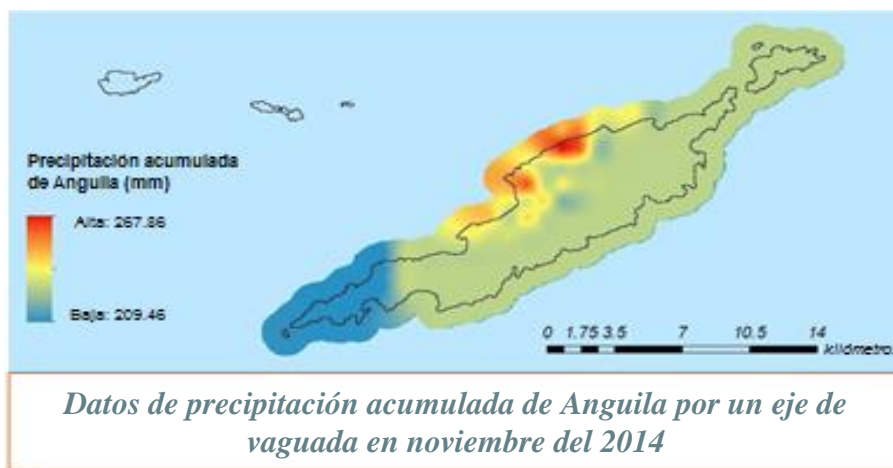 Precipitación acumulada
de Anguila (mm)
Alta: 267.86
Baja: 209.46
0 1.75 3.5 7 10.5 14
kilómetro.
Datos de precipitación acumulada de Anguila por un eje de
vaguada en noviembre del 2014